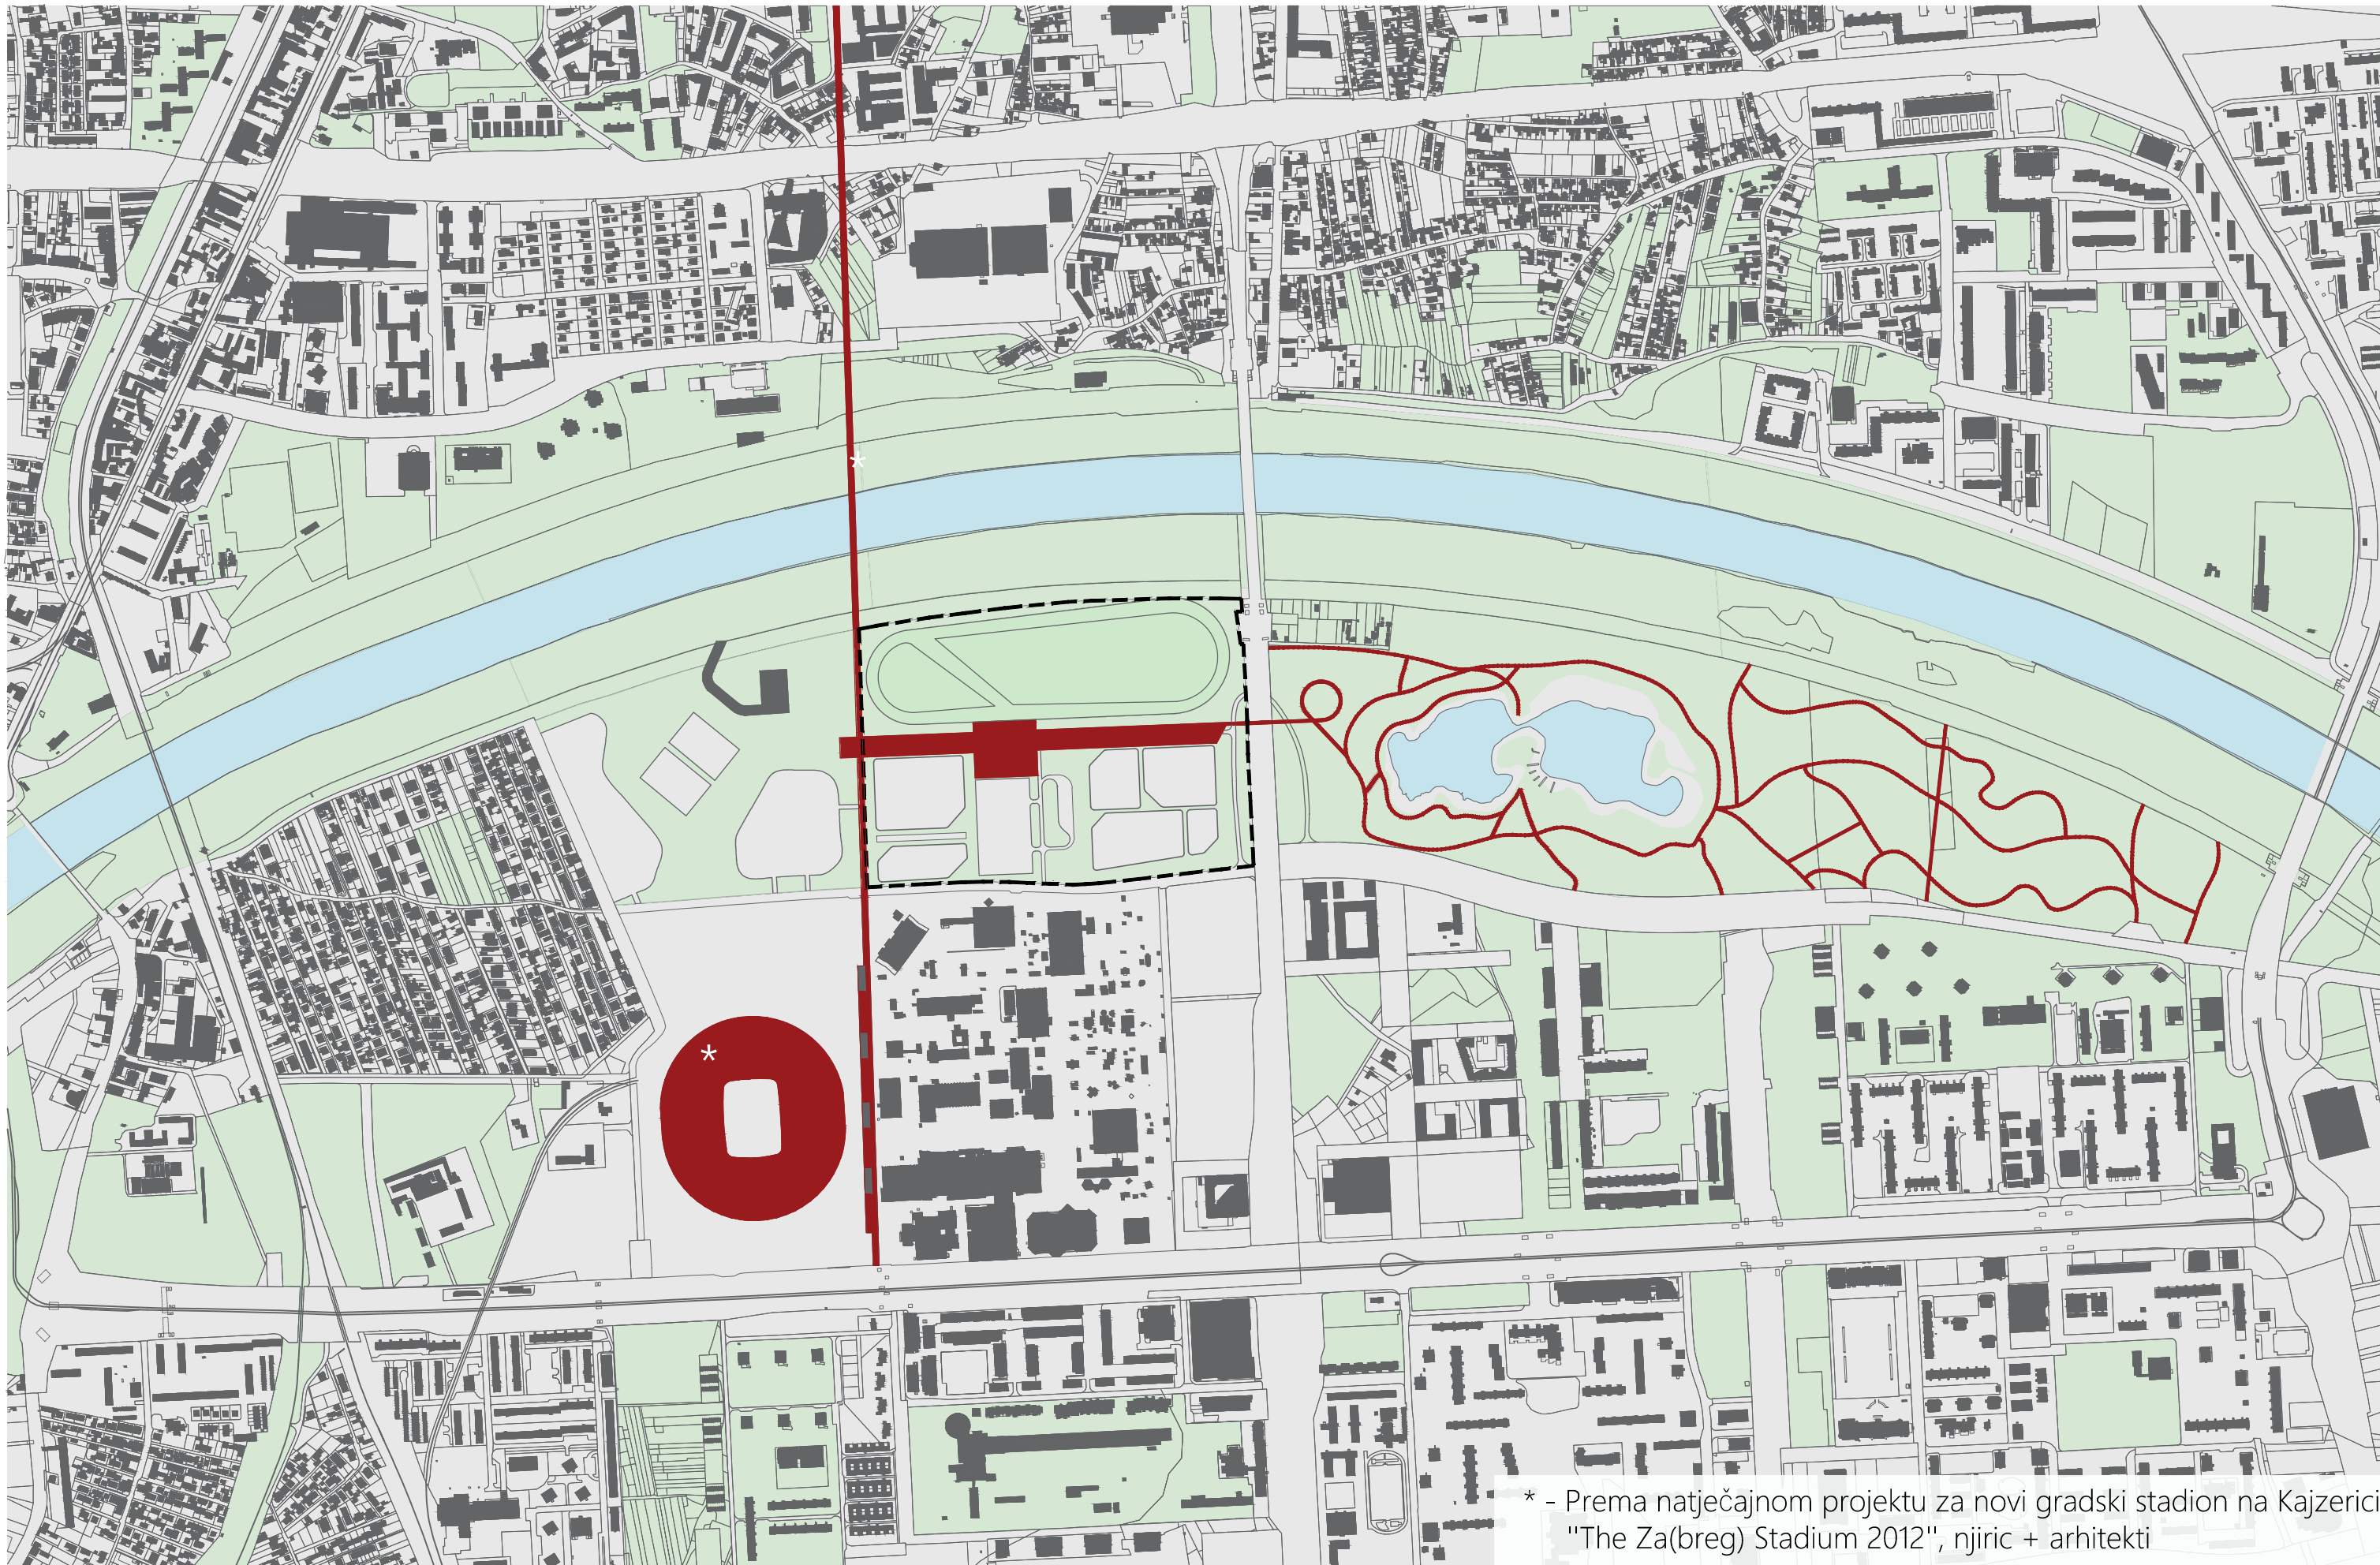 *
*
* - Prema natječajnom projektu za novi gradski stadion na Kajzerici
"The Za(breg) Stadium 2012", njiric + arhitekti